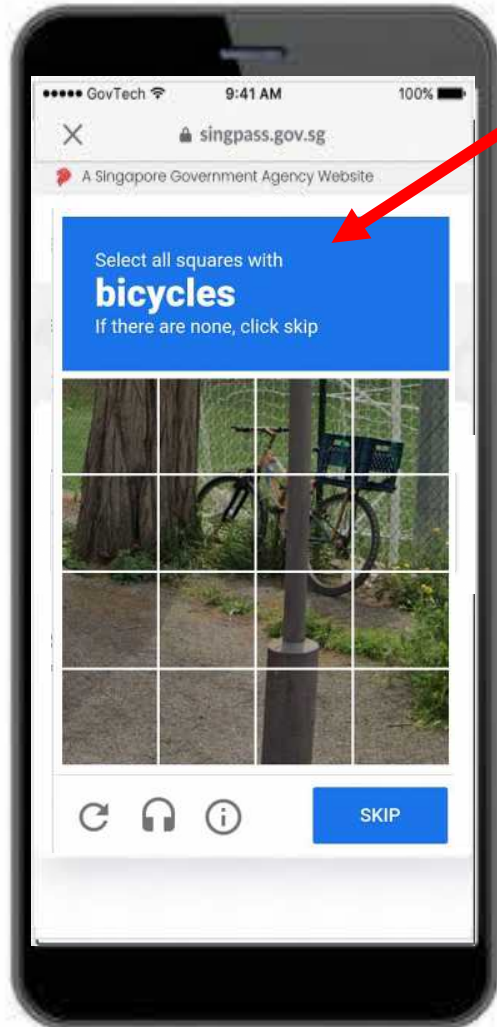 ••••• GovTech 9:41 AM 100%
singpass.gov.sg
A Singapore Government Agency Website
Select all squares with
bicycles
If there are none, click skip
SKIP